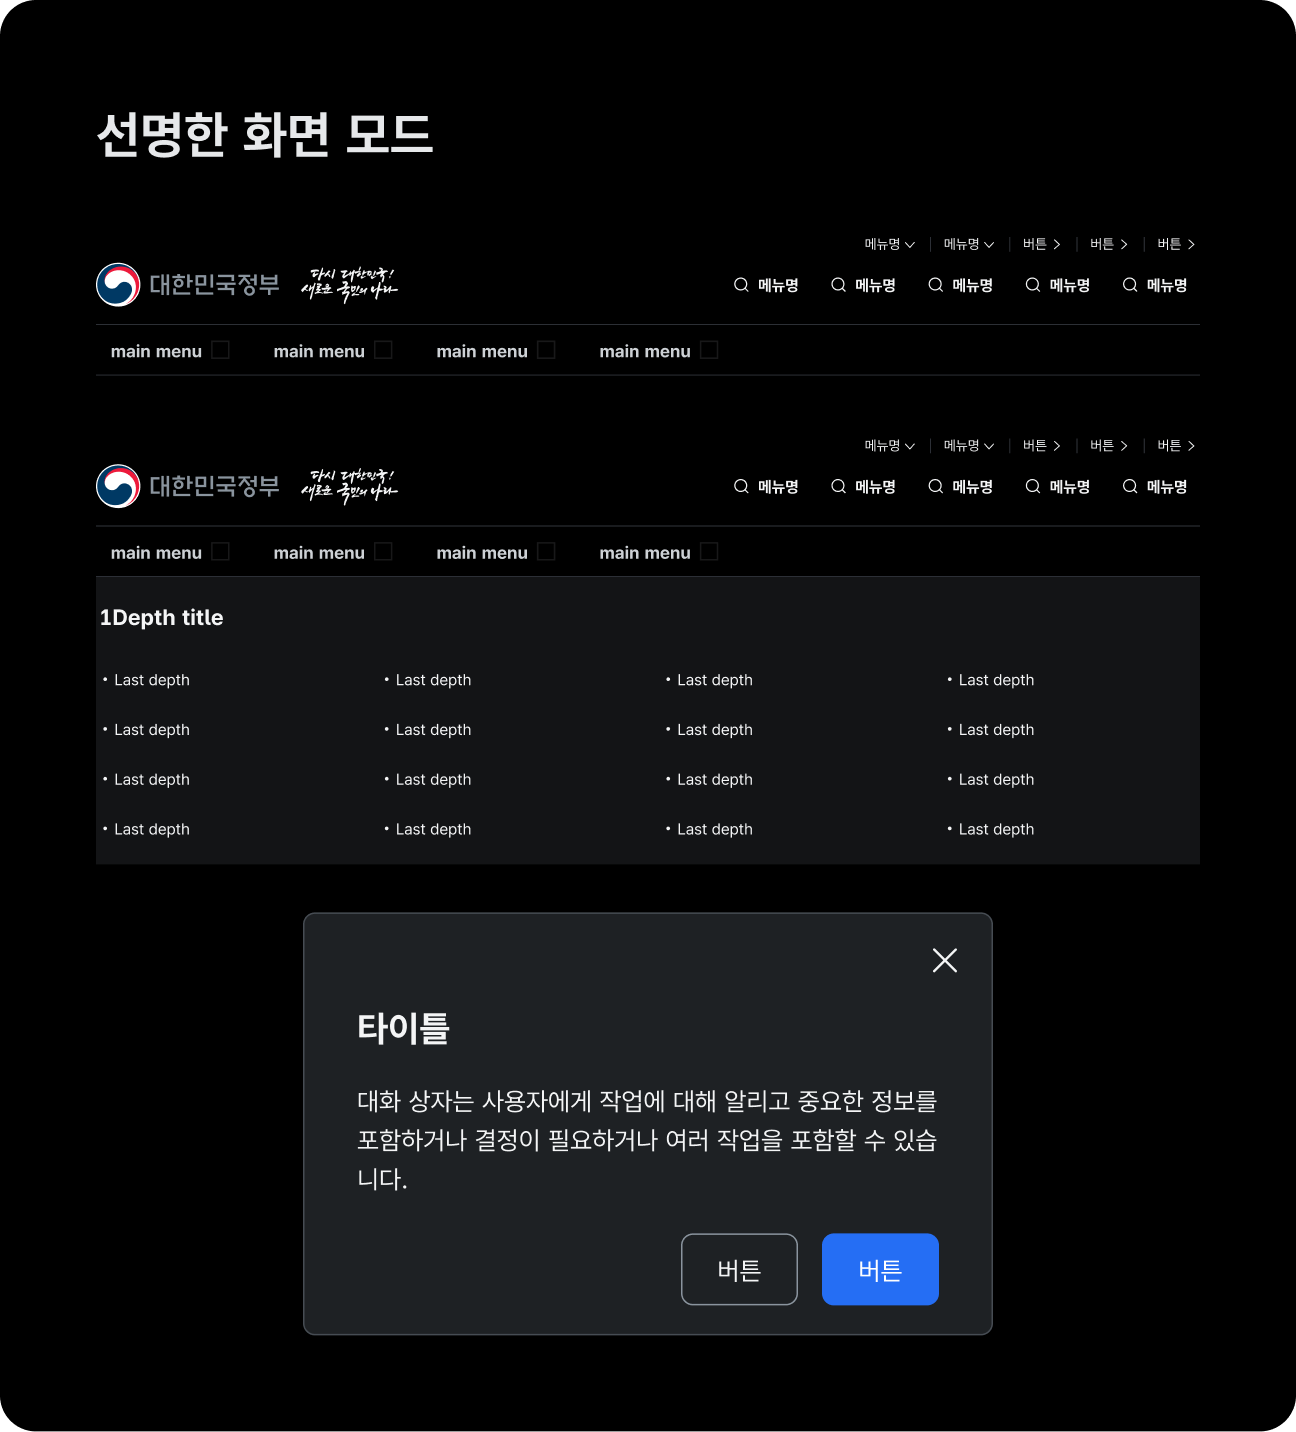 선명한 화면 모드
메뉴명 메뉴명 버튼 버튼 버튼
대한민국정부 다시 대한민국! 메뉴명 메뉴명 메뉴명 메뉴명 메뉴명
새로운 국민의 나라
main menu main menu main menu main menu
메뉴명 메뉴명 버튼 버튼 버튼
대한민국정부 다시 대한민국! 메뉴명 메뉴명 메뉴명 메뉴명 메뉴명
새로운 국민의 나라
main menu main menu main menu main menu
1Depth title
• Last depth • Last depth • Last depth • Last depth
• Last depth • Last depth • Last depth • Last depth
• Last depth • Last depth • Last depth • Last depth
• Last depth • Last depth • Last depth • Last depth
타이틀
대화 상자는 사용자에게 작업에 대해 알리고 중요한 정보를
포함하거나 결정이 필요하거나 여러 작업을 포함할 수 있습
니다.
버튼 버튼